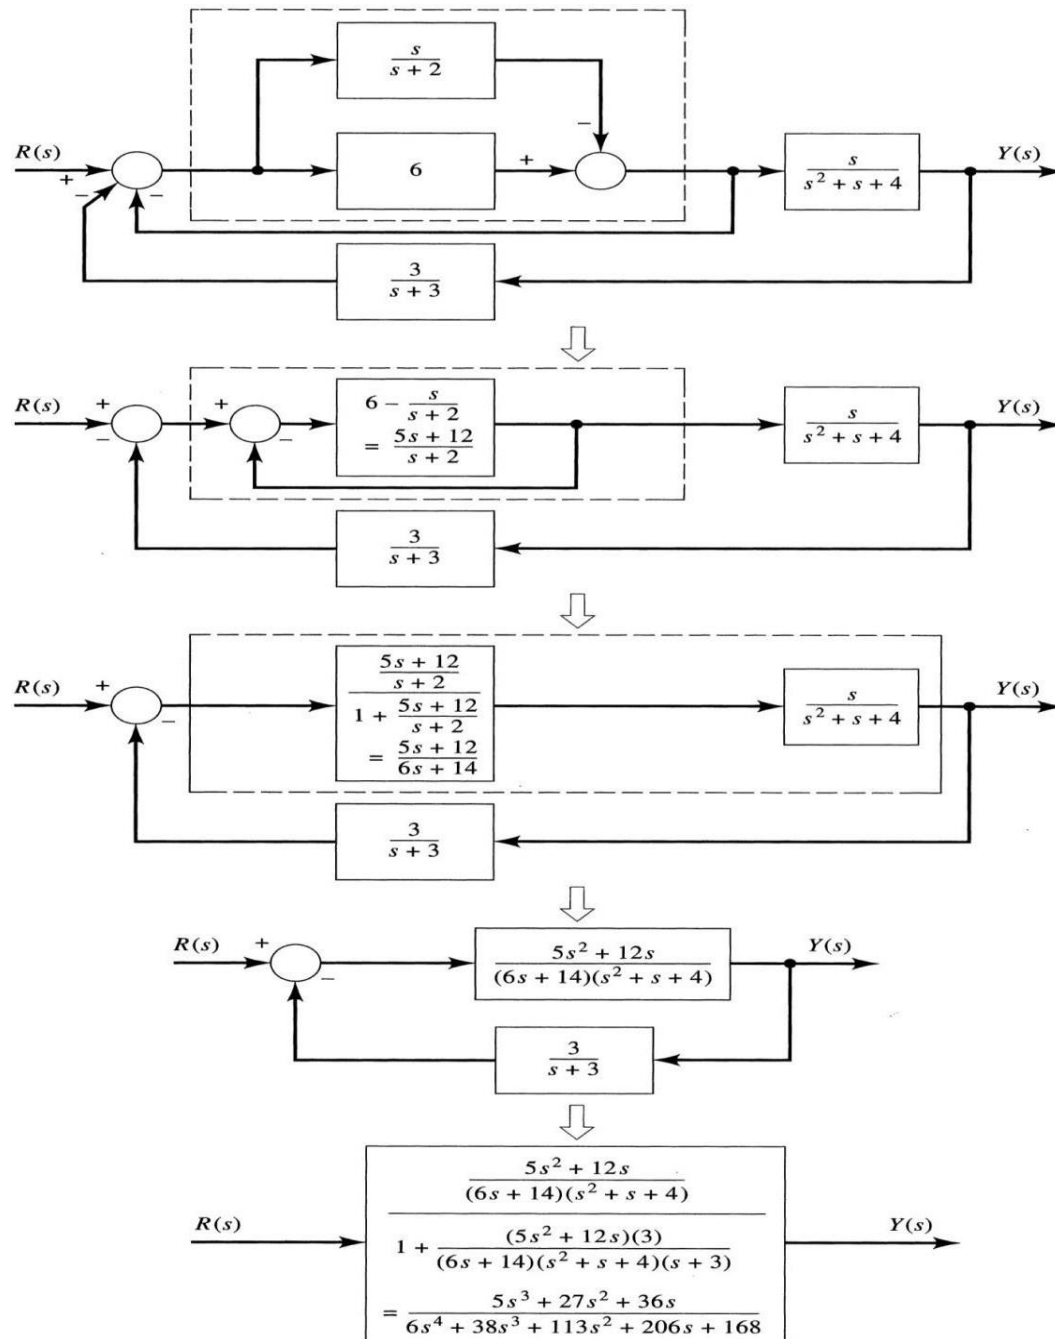 s
s + 2
R(s)
+
−
−
6
+
−
s
s² + s + 4
Y(s)
3
s + 3
R(s)
+
−
+
−
6 − s
s + 2
= 5s + 12
s + 2
s
s² + s + 4
Y(s)
3
s + 3
R(s)
+
−
5s + 12
s + 2
1 + 5s + 12
s + 2
= 5s + 12
6s + 14
s
s² + s + 4
Y(s)
3
s + 3
R(s)
+
−
5s² + 12s
(6s + 14)(s² + s + 4)
Y(s)
3
s + 3
R(s)
5s² + 12s
(6s + 14)(s² + s + 4)
1 + (5s² + 12s)(3)
(6s + 14)(s² + s + 4)(s + 3)
= 5s³ + 27s² + 36s
6s⁴ + 38s³ + 113s² + 206s + 168
Y(s)